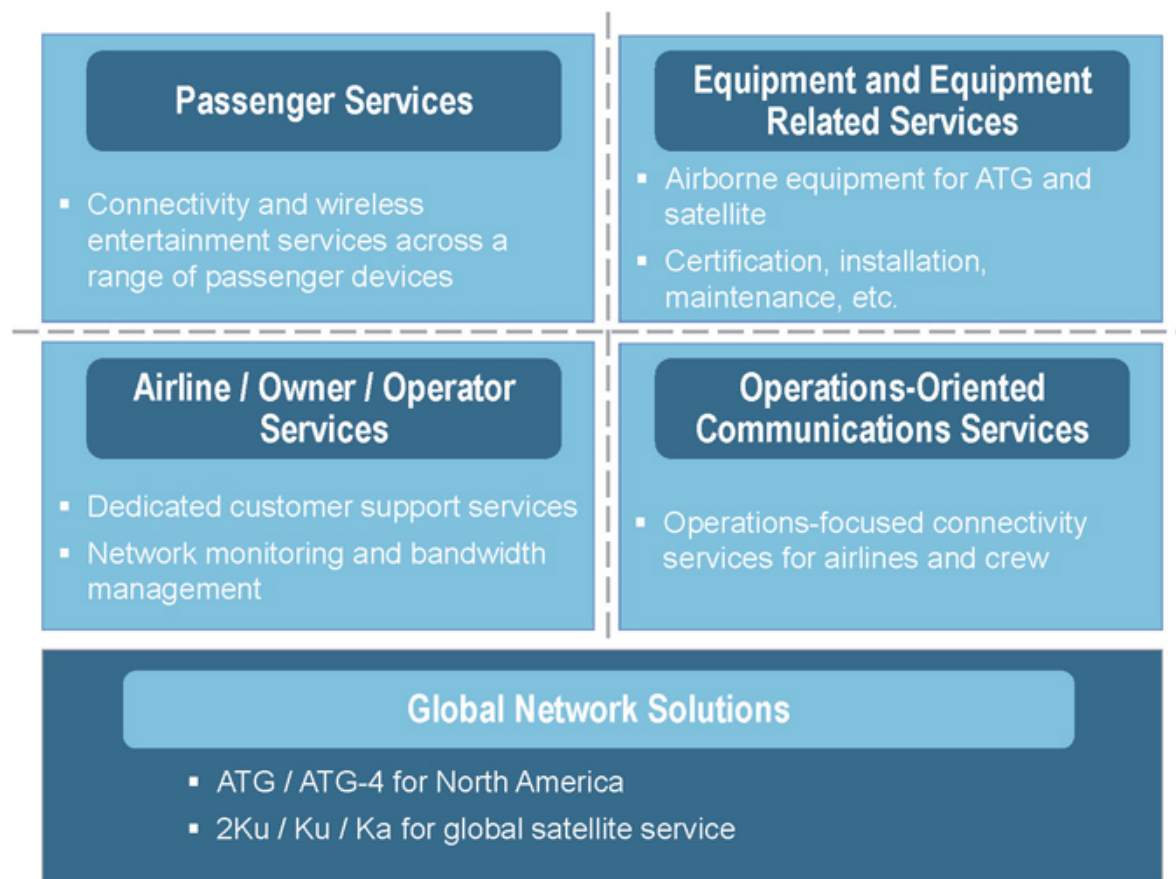 Passenger Services
▪ Connectivity and wireless
entertainment services across a
range of passenger devices
Equipment and Equipment
Related Services
▪ Airborne equipment for ATG and
satellite
▪ Certification, installation,
maintenance, etc.
Airline / Owner / Operator
Services
▪ Dedicated customer support services
▪ Network monitoring and bandwidth
management
Operations-Oriented
Communications Services
▪ Operations-focused connectivity
services for airlines and crew
Global Network Solutions
▪ ATG / ATG-4 for North America
▪ 2Ku / Ku / Ka for global satellite service